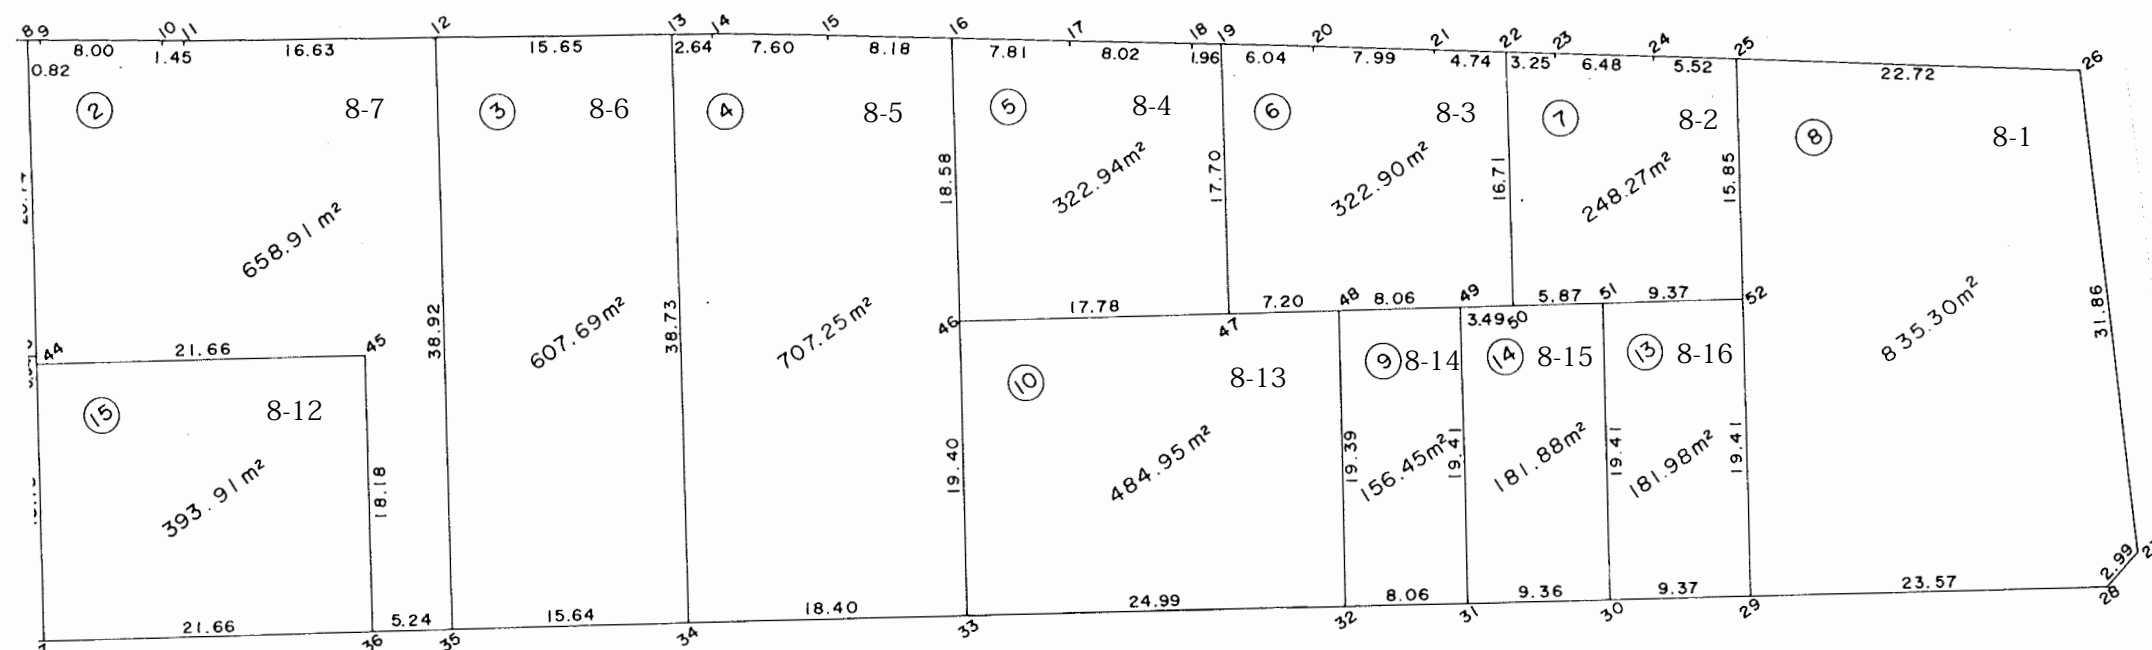 8 9 10 11 12 13 14 15 16 17 18 19 20 21 22 23 24 25 26
8.00 1.45 16.63 15.65 2.64 7.60 8.18 7.81 8.02 1.96 6.04 7.99 4.74 3.25 6.48 5.52 22.72
0.82
2 8-7 3 8-6 4 8-5 5 8-4 6 8-3 7 8-2 8 8-1
18.58 17.70 16.71 15.85
658.91 m² 322.94m² 322.90 m² 248.27m²
38.92 607.69m² 38.73 707.25m² 835.30m² 31.86
46 17.78 47 7.20 48 8.06 49 3.49 50 5.87 51 9.37 52
44 21.66 45
15 8-12 10 8-13 9 8-14 14 8-15 13 8-16
393.91m² 18.18 19.40 484.95m² 19.39 156.45m² 19.41 181.88m² 19.41 181.98m² 19.41
2.99
21.66 5.24 15.64 18.40 24.99 8.06 9.36 9.37 23.57
36 35 34 33 32 31 30 29 28